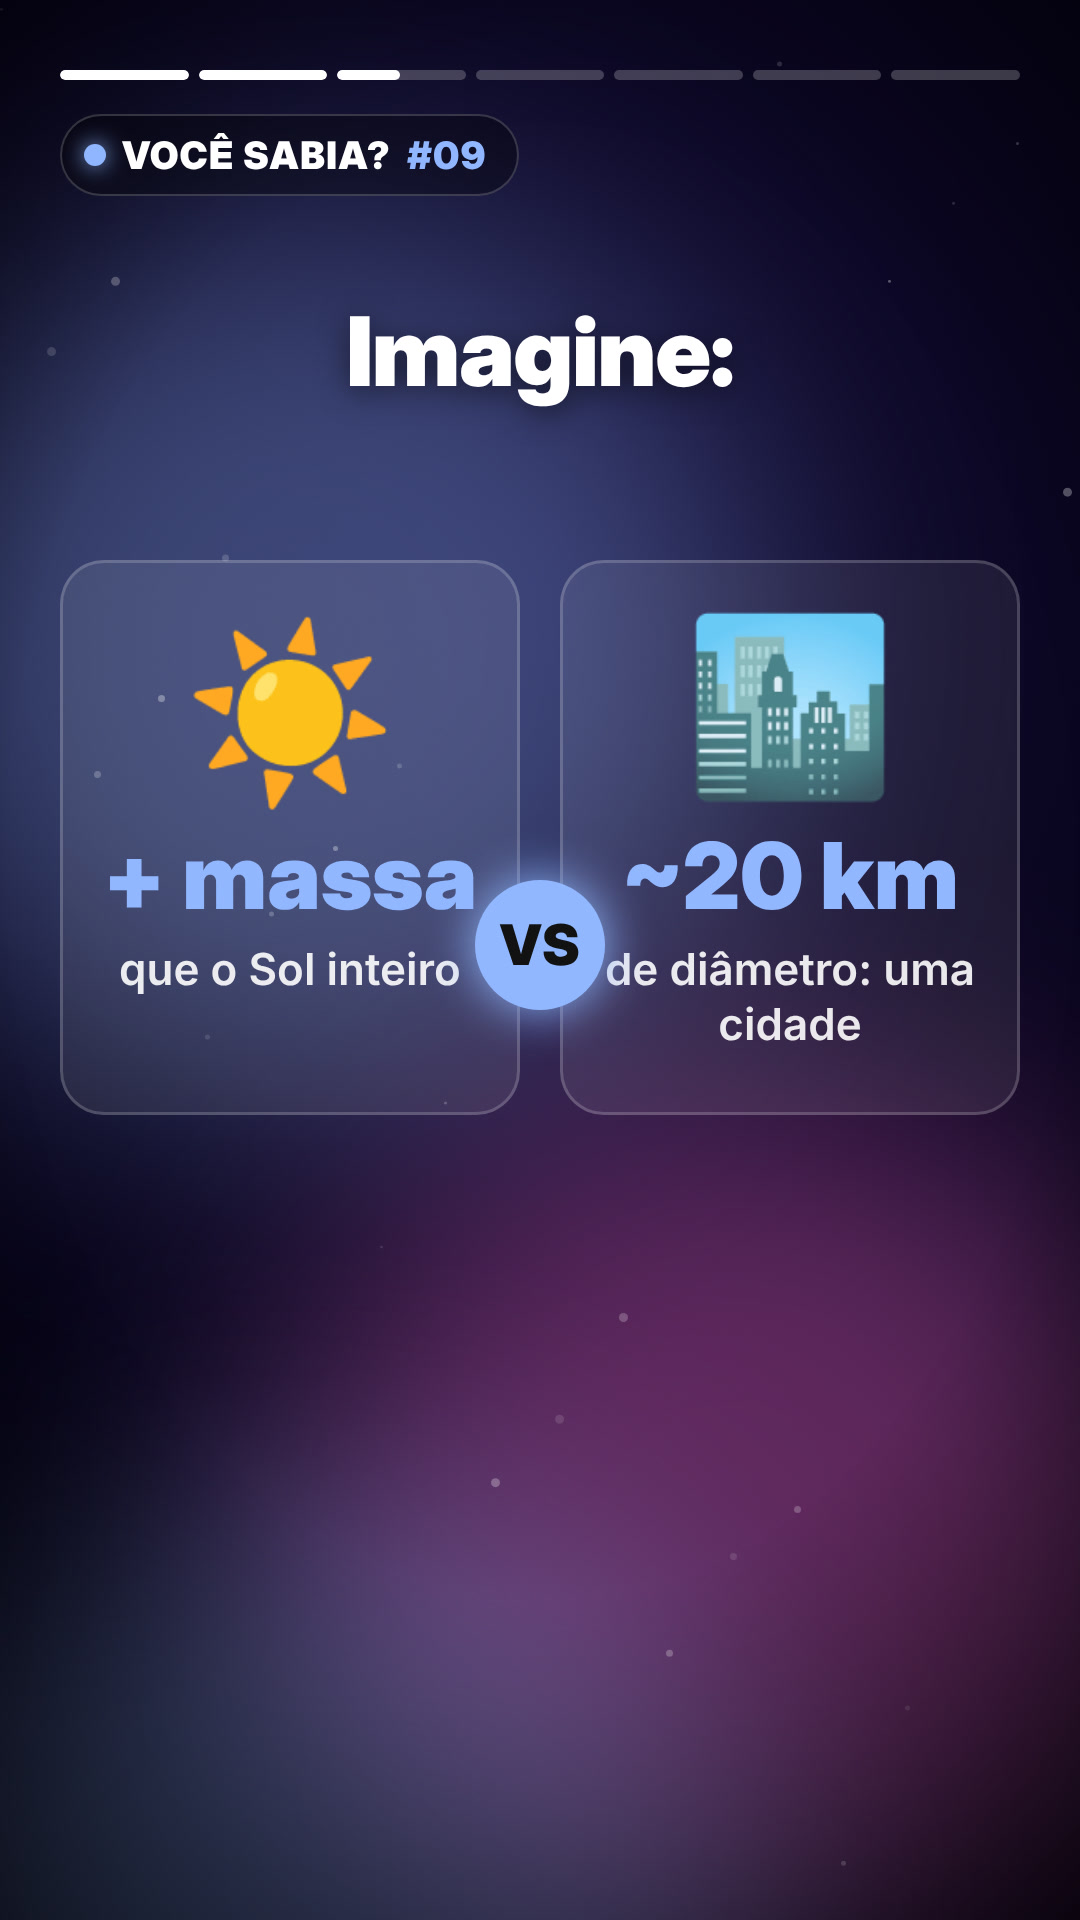 VOCÊ SABIA? #09
Imagine:
+ massa
que o Sol inteiro
VS
~20 km
de diâmetro: uma
cidade